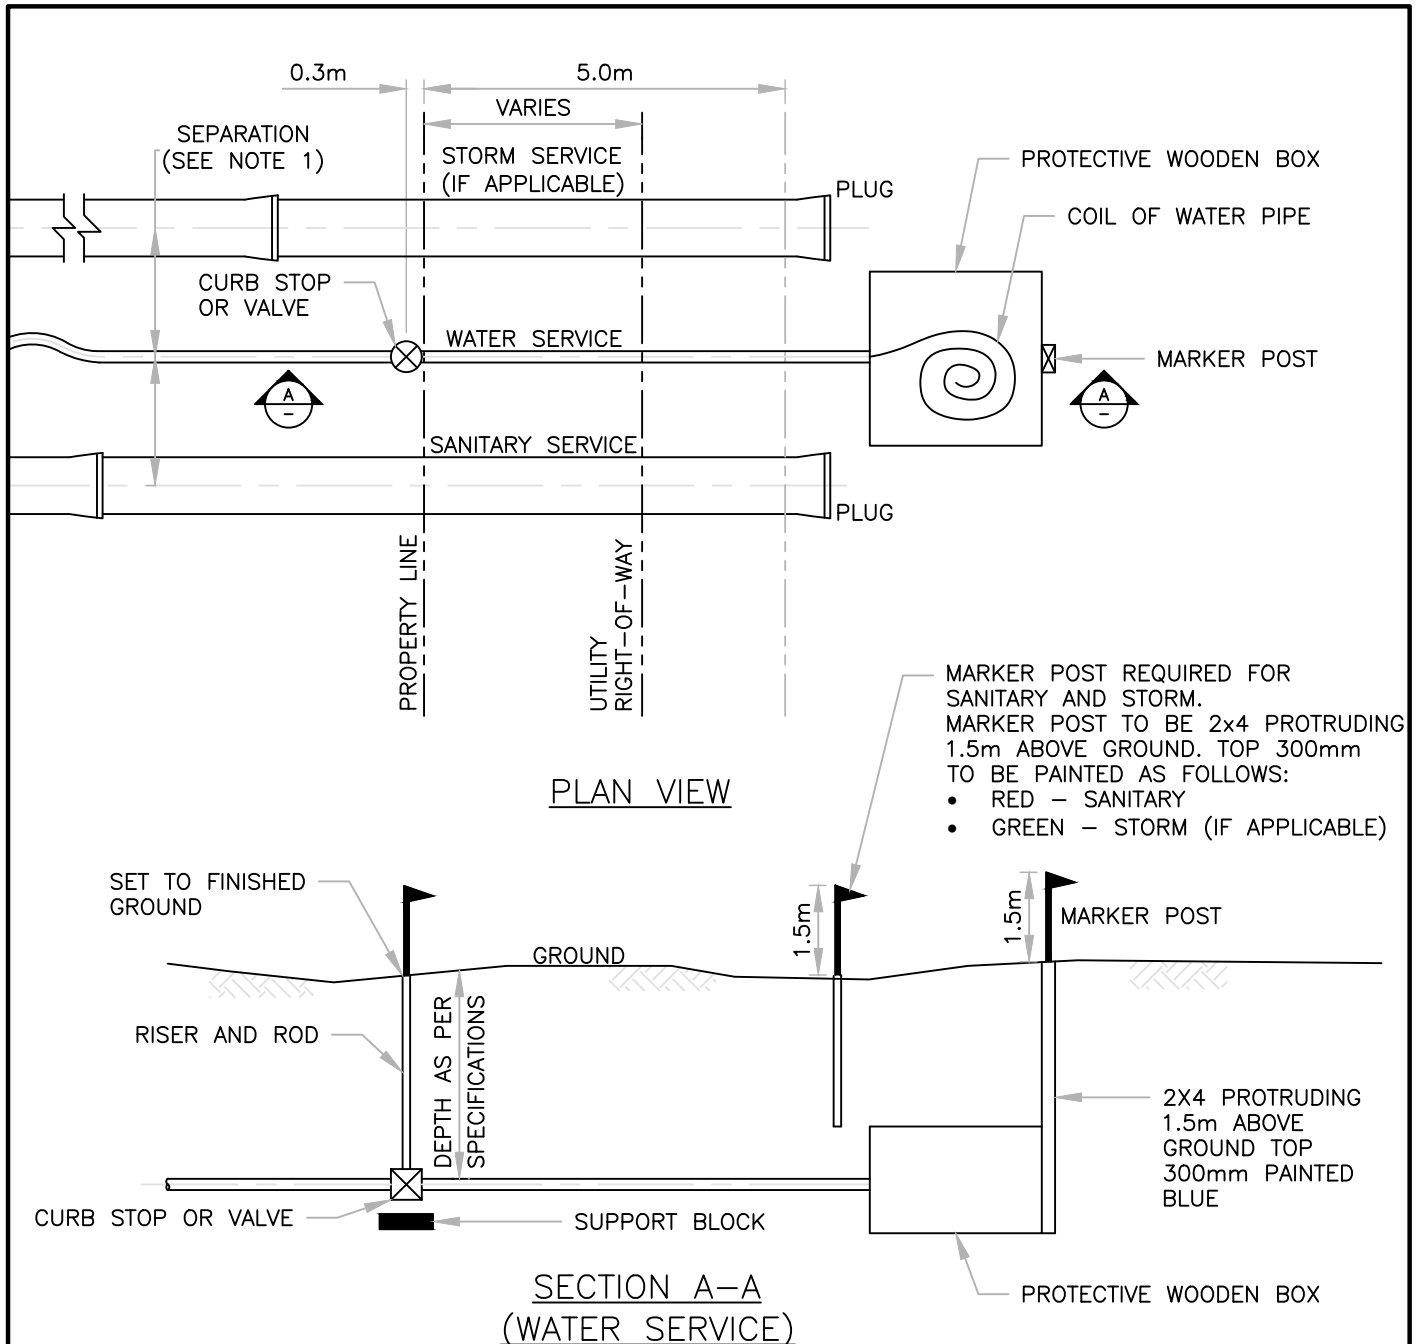 0.3m
5.0m
VARIES
SEPARATION
(SEE NOTE 1)
STORM SERVICE
(IF APPLICABLE)
PLUG
PROTECTIVE WOODEN BOX
COIL OF WATER PIPE
CURB STOP
OR VALVE
WATER SERVICE
MARKER POST
A
–
A
–
SANITARY SERVICE
PLUG
PROPERTY LINE
UTILITY
RIGHT–OF–WAY
MARKER POST REQUIRED FOR
SANITARY AND STORM.
MARKER POST TO BE 2x4 PROTRUDING
1.5m ABOVE GROUND. TOP 300mm
TO BE PAINTED AS FOLLOWS:
• RED – SANITARY
• GREEN – STORM (IF APPLICABLE)
PLAN VIEW
SET TO FINISHED
GROUND
GROUND
1.5m
1.5m
MARKER POST
RISER AND ROD
DEPTH AS PER
SPECIFICATIONS
2X4 PROTRUDING
1.5m ABOVE
GROUND TOP
300mm PAINTED
BLUE
CURB STOP OR VALVE
SUPPORT BLOCK
PROTECTIVE WOODEN BOX
SECTION A–A
(WATER SERVICE)